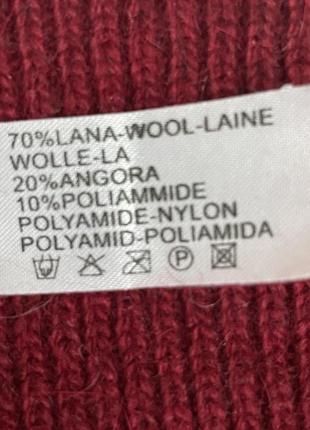 70%LANA-WOOL-LAINE
WOLLE-LA
20%ANGORA
10%POLIAMMIDE
POLYAMIDE-NYLON
POLYAMID-POLIAMIDA
P